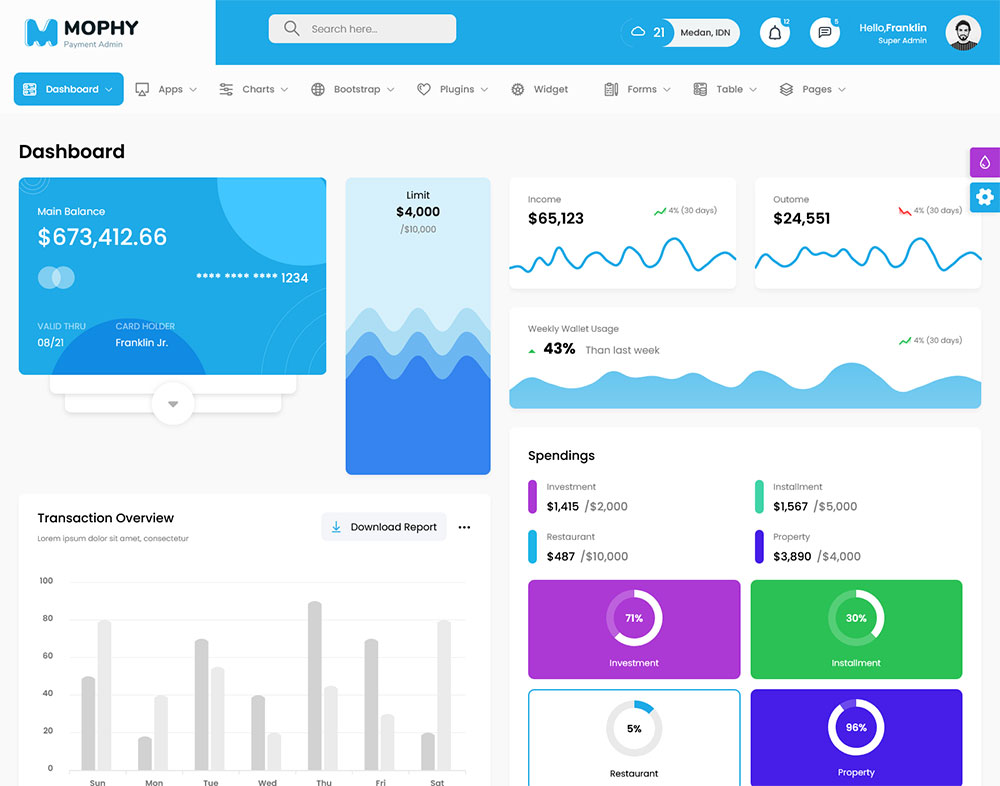 MOPHY
Payment Admin
Search here..
21
Medan, IDN
12
5
Hello,Franklin
Super Admin
Dashboard
Apps
Charts
Bootstrap
Plugins
Widget
Forms
Table
Pages
Dashboard
Main Balance
$673,412.66
**** **** **** 1234
VALID THRU
CARD HOLDER
08/21
Franklin Jr.
Limit
$4,000
/$10,000
Income
$65,123
4% (30 days)
Outome
$24,551
4% (30 days)
Weekly Wallet Usage
43% Than last week
4% (30 days)
Transaction Overview
Lorem ipsum dolor sit amet, consectetur
Download Report
100
80
60
40
20
0
Sun Mon Tue Wed Thu Fri Sat
Spendings
Investment
$1,415 /$2,000
Installment
$1,567 /$5,000
Restaurant
$487 /$10,000
Property
$3,890 /$4,000
71%
Investment
30%
Installment
5%
Restaurant
96%
Property